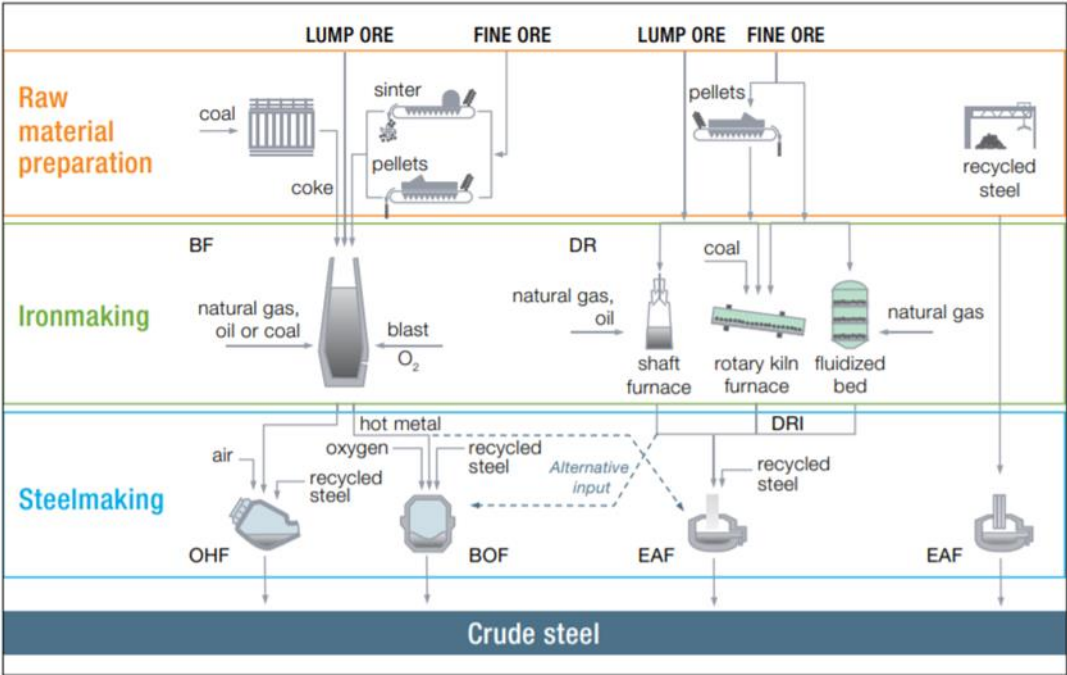 LUMP ORE
FINE ORE
LUMP ORE
FINE ORE
Raw
material
preparation
coal
sinter
pellets
coke
pellets
recycled
steel
Ironmaking
BF
natural gas,
oil or coal
blast
O₂
DR
coal
natural gas,
oil
natural gas
shaft
furnace
rotary kiln
furnace
fluidized
bed
Steelmaking
hot metal
DRI
air
recycled
steel
oxygen
recycled
steel
Alternative
input
recycled
steel
OHF
BOF
EAF
EAF
Crude steel